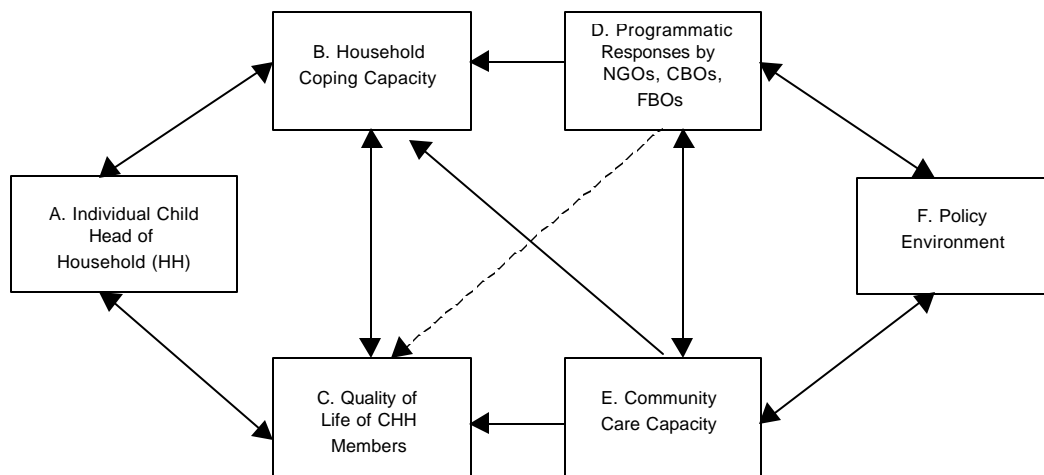 B. Household
Coping Capacity
D. Programmatic
Responses by
NGOs, CBOs,
FBOs
A. Individual Child
Head of
Household (HH)
F. Policy
Environment
C. Quality of
Life of CHH
Members
E. Community
Care Capacity